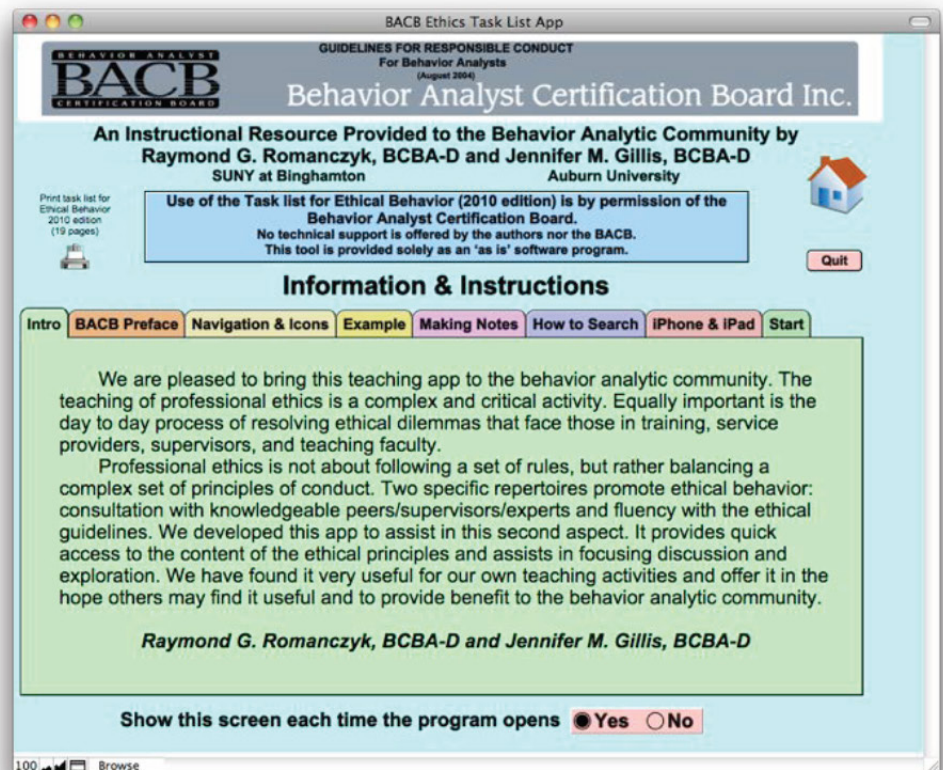 BACB Ethics Task List App
GUIDELINES FOR RESPONSIBLE CONDUCT
For Behavior Analysts
(August 2004)
BEHAVIOR ANALYST
BACB
CERTIFICATION BOARD
Behavior Analyst Certification Board Inc.
An Instructional Resource Provided to the Behavior Analytic Community by
Raymond G. Romanczyk, BCBA-D and Jennifer M. Gillis, BCBA-D
SUNY at Binghamton Auburn University
Print task list for
Ethical Behavior
2010 edition
(19 pages)
Use of the Task list for Ethical Behavior (2010 edition) is by permission of the
Behavior Analyst Certification Board.
No technical support is offered by the authors nor the BACB.
This tool is provided solely as an 'as is' software program.
Quit
Information & Instructions
Intro BACB Preface Navigation & Icons Example Making Notes How to Search iPhone & iPad Start
We are pleased to bring this teaching app to the behavior analytic community. The
teaching of professional ethics is a complex and critical activity. Equally important is the
day to day process of resolving ethical dilemmas that face those in training, service
providers, supervisors, and teaching faculty.
Professional ethics is not about following a set of rules, but rather balancing a
complex set of principles of conduct. Two specific repertoires promote ethical behavior:
consultation with knowledgeable peers/supervisors/experts and fluency with the ethical
guidelines. We developed this app to assist in this second aspect. It provides quick
access to the content of the ethical principles and assists in focusing discussion and
exploration. We have found it very useful for our own teaching activities and offer it in the
hope others may find it useful and to provide benefit to the behavior analytic community.
Raymond G. Romanczyk, BCBA-D and Jennifer M. Gillis, BCBA-D
Show this screen each time the program opens Yes No
100 Browse